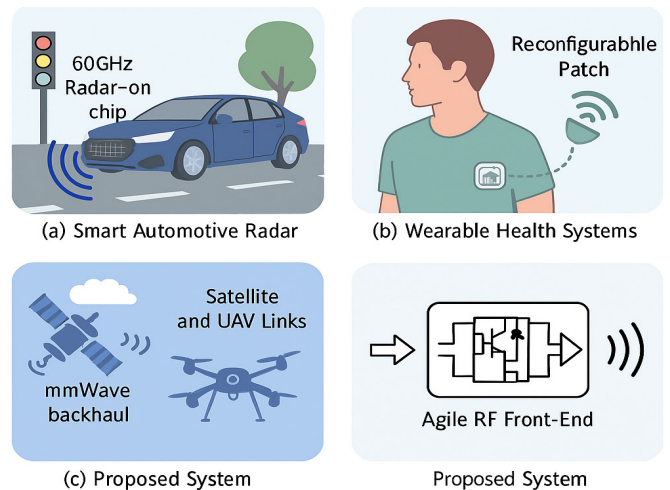 60GHz
Radar-on
chip
(a) Smart Automotive Radar
Reconfigurabhle
Patch
(b) Wearable Health Systems
Satellite
and UAV Links
mmWave
backhaul
(c) Proposed System
Agile RF Front-End
Proposed System